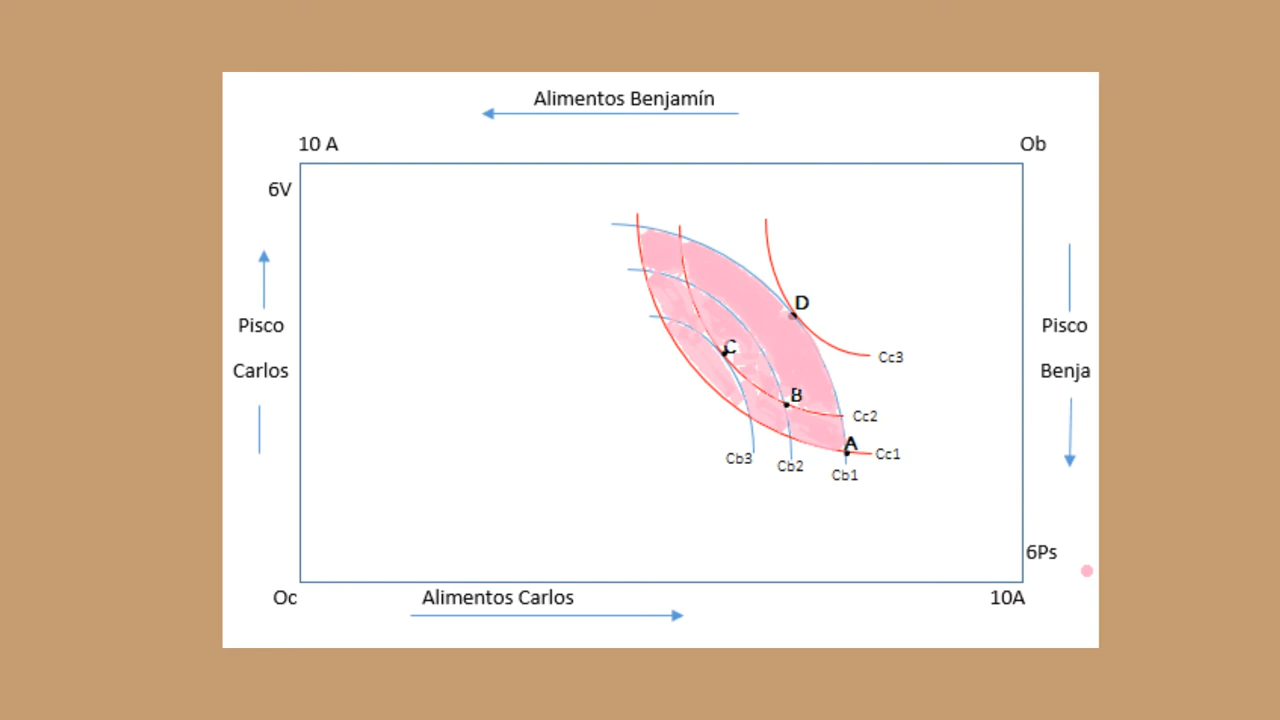 Alimentos Benjamín
10 A
Ob
6V
D
Pisco
Pisco
C
Cc3
Carlos
Benja
B
Cc2
A
Cc1
Cb3
Cb2
Cb1
6Ps
Oc
Alimentos Carlos
10A